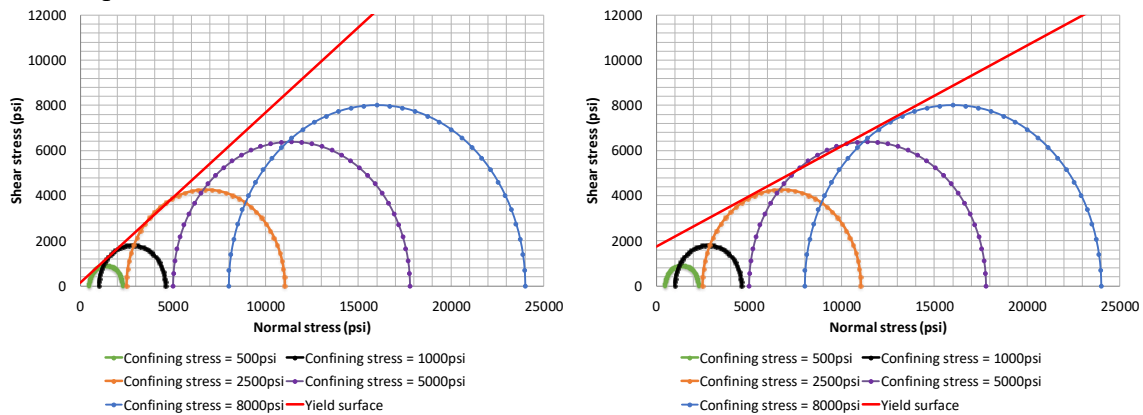 12000
10000
8000
6000
4000
2000
0
Shear stress (psi)
0 5000 10000 15000 20000 25000
Normal stress (psi)
Confining stress = 500psi Confining stress = 1000psi
Confining stress = 2500psi Confining stress = 5000psi
Confining stress = 8000psi Yield surface
12000
10000
8000
6000
4000
2000
0
Shear stress (psi)
0 5000 10000 15000 20000 25000
Normal stress (psi)
Confining stress = 500psi Confining stress = 1000psi
Confining stress = 2500psi Confining stress = 5000psi
Confining stress = 8000psi Yield surface